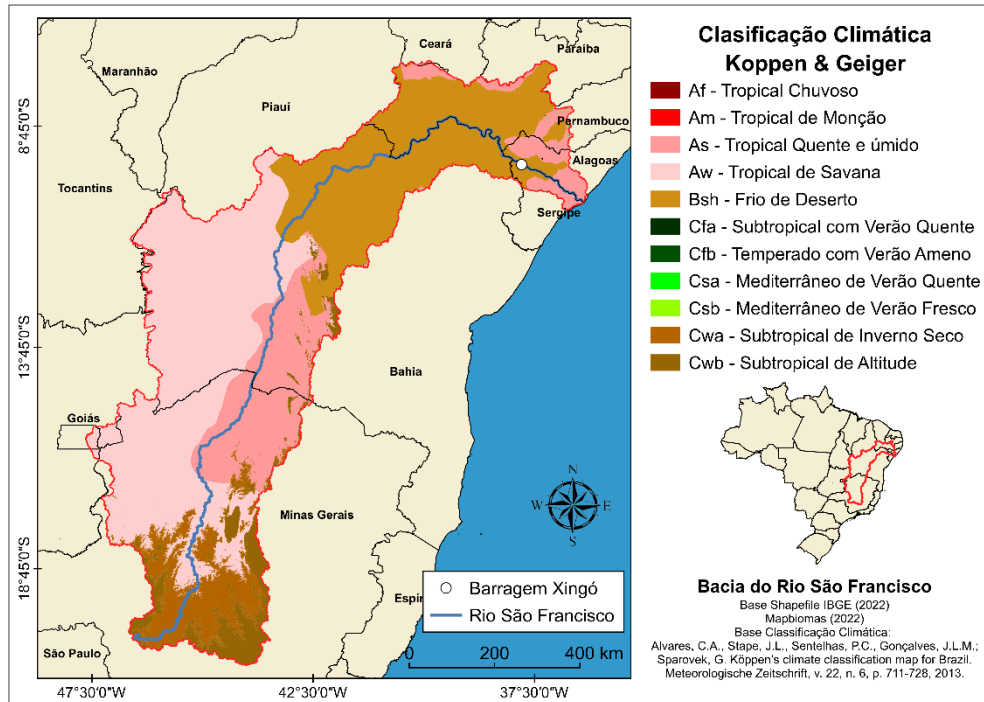 Clasificação Climática
Koppen & Geiger
Af - Tropical Chuvoso
Am - Tropical de Monção
As - Tropical Quente e úmido
Aw - Tropical de Savana
Bsh - Frio de Deserto
Cfa - Subtropical com Verão Quente
Cfb - Temperado com Verão Ameno
Csa - Mediterrâneo de Verão Quente
Csb - Mediterrâneo de Verão Fresco
Cwa - Subtropical de Inverno Seco
Cwb - Subtropical de Altitude
Ceará
Paraíba
Maranhão
Piauí
Pernambuco
Alagoas
Tocantins
Sergipe
Bahia
Goiás
Minas Gerais
Espir
São Paulo
8°45'0"S
13°45'0"S
18°45'0"S
47°30'0"W
42°30'0"W
37°30'0"W
N
W
E
S
Barragem Xingó
Rio São Francisco
0
200
400 km
Bacia do Rio São Francisco
Base Shapefile IBGE (2022)
Mapbiomas (2022)
Base Classificação Climática:
Alvares, C.A., Stape, J.L., Sentelhas, P.C., Gonçalves, J.L.M.;
Sparovek, G. Köppen's climate classification map for Brazil.
Meteorologische Zeitschrift, v. 22, n. 6, p. 711-728, 2013.